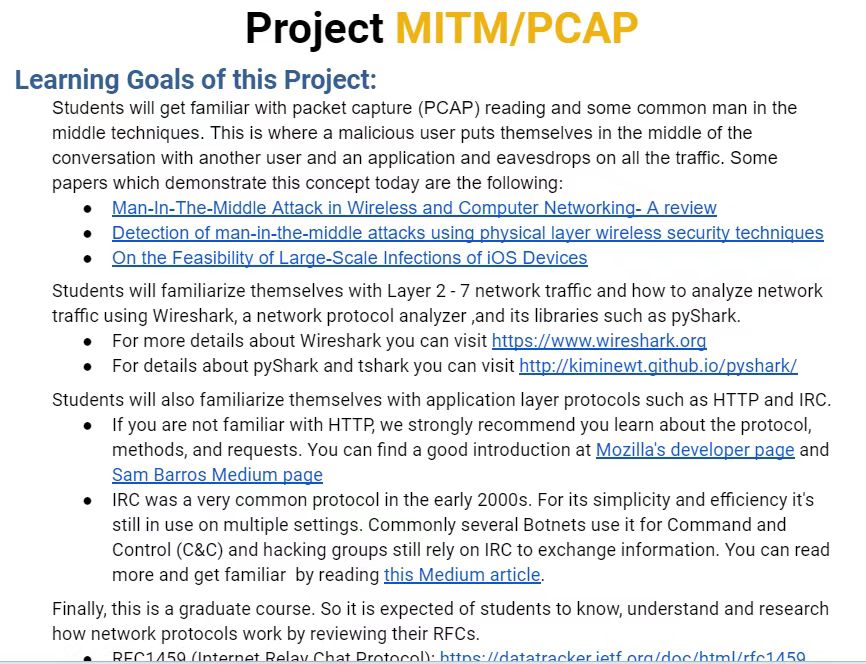 Project MITM/PCAP
Learning Goals of this Project:
Students will get familiar with packet capture (PCAP) reading and some common man in the
middle techniques. This is where a malicious user puts themselves in the middle of the
conversation with another user and an application and eavesdrops on all the traffic. Some
papers which demonstrate this concept today are the following:
● Man-In-The-Middle Attack in Wireless and Computer Networking- A review
● Detection of man-in-the-middle attacks using physical layer wireless security techniques
● On the Feasibility of Large-Scale Infections of iOS Devices
Students will familiarize themselves with Layer 2 - 7 network traffic and how to analyze network
traffic using Wireshark, a network protocol analyzer ,and its libraries such as pyShark.
● For more details about Wireshark you can visit https://www.wireshark.org
● For details about pyShark and tshark you can visit http://kiminewt.github.io/pyshark/
Students will also familiarize themselves with application layer protocols such as HTTP and IRC.
● If you are not familiar with HTTP, we strongly recommend you learn about the protocol,
methods, and requests. You can find a good introduction at Mozilla's developer page and
Sam Barros Medium page
● IRC was a very common protocol in the early 2000s. For its simplicity and efficiency it's
still in use on multiple settings. Commonly several Botnets use it for Command and
Control (C&C) and hacking groups still rely on IRC to exchange information. You can read
more and get familiar  by reading this Medium article.
Finally, this is a graduate course. So it is expected of students to know, understand and research
how network protocols work by reviewing their RFCs.
● RFC1459 (Internet Relay Chat Protocol): https://datatracker.ietf.org/doc/html/rfc1459